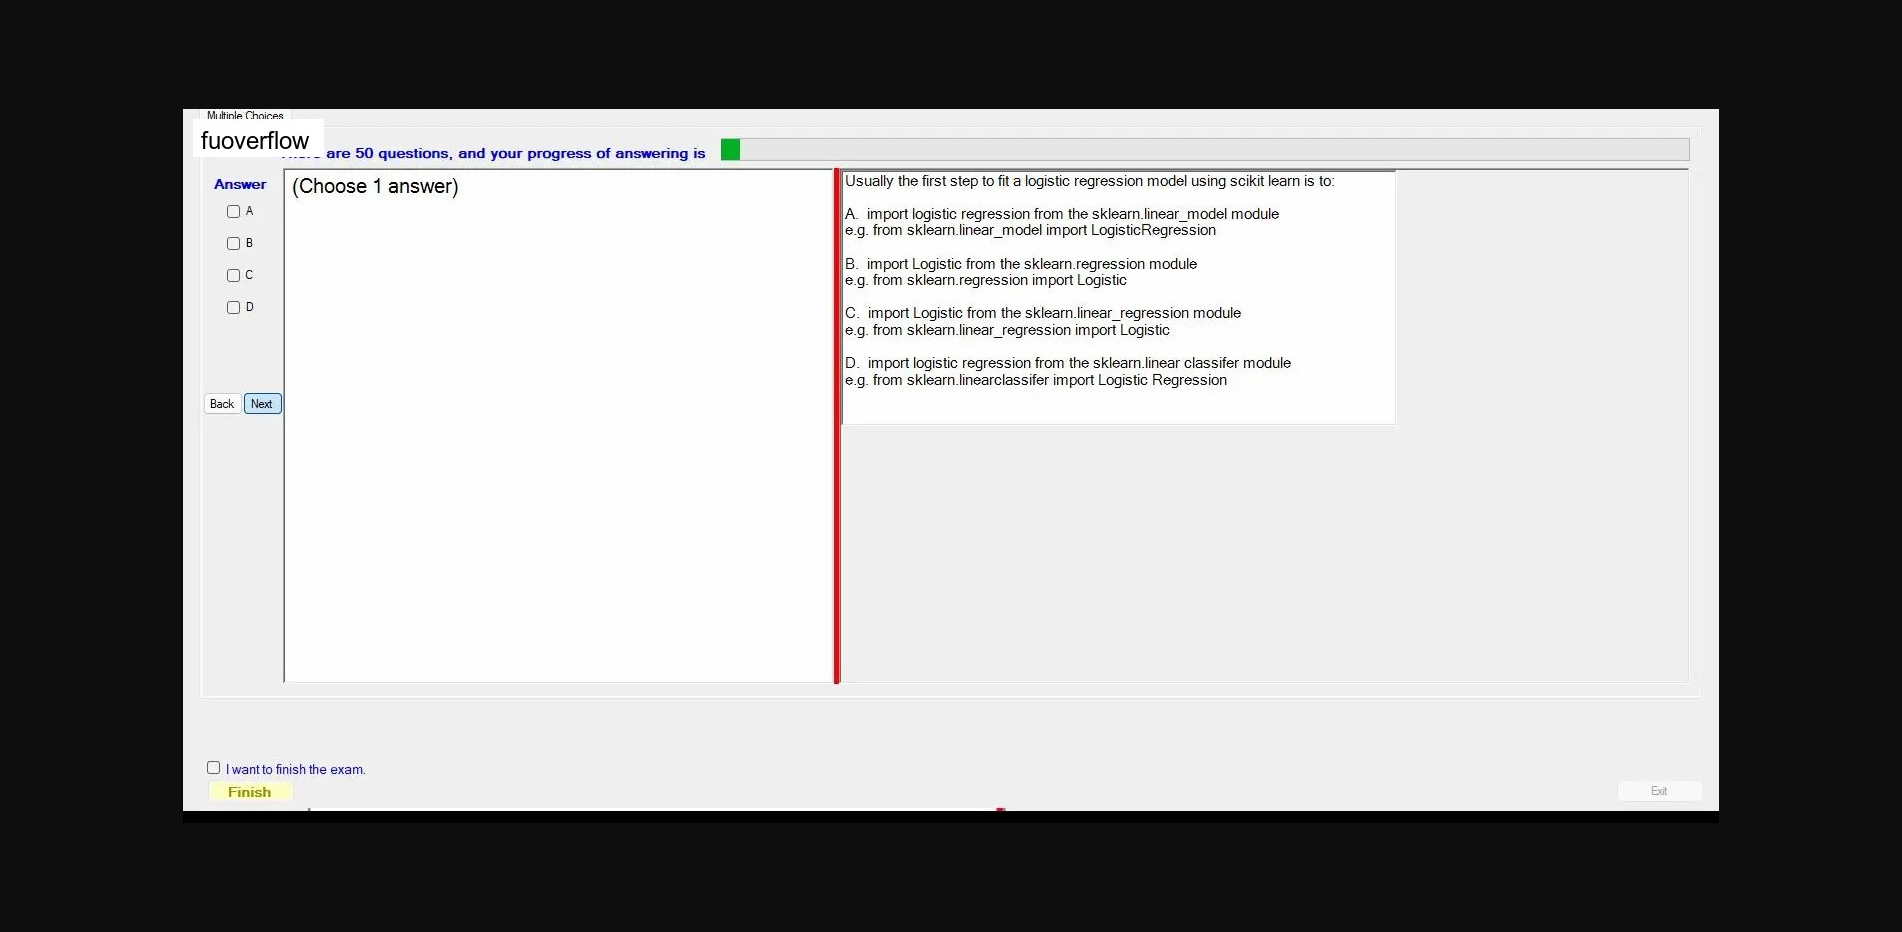 Multiple Choices
fuoverflow
There are 50 questions, and your progress of answering is
Answer
(Choose 1 answer)
A
B
C
D
Back Next
Usually the first step to fit a logistic regression model using scikit learn is to:
A. import logistic regression from the sklearn.linear_model module
e.g. from sklearn.linear_model import LogisticRegression
B. import Logistic from the sklearn.regression module
e.g. from sklearn.regression import Logistic
C. import Logistic from the sklearn.linear_regression module
e.g. from sklearn.linear_regression import Logistic
D. import logistic regression from the sklearn.linear classifer module
e.g. from sklearn.linearclassifer import Logistic Regression
I want to finish the exam.
Finish
Exit